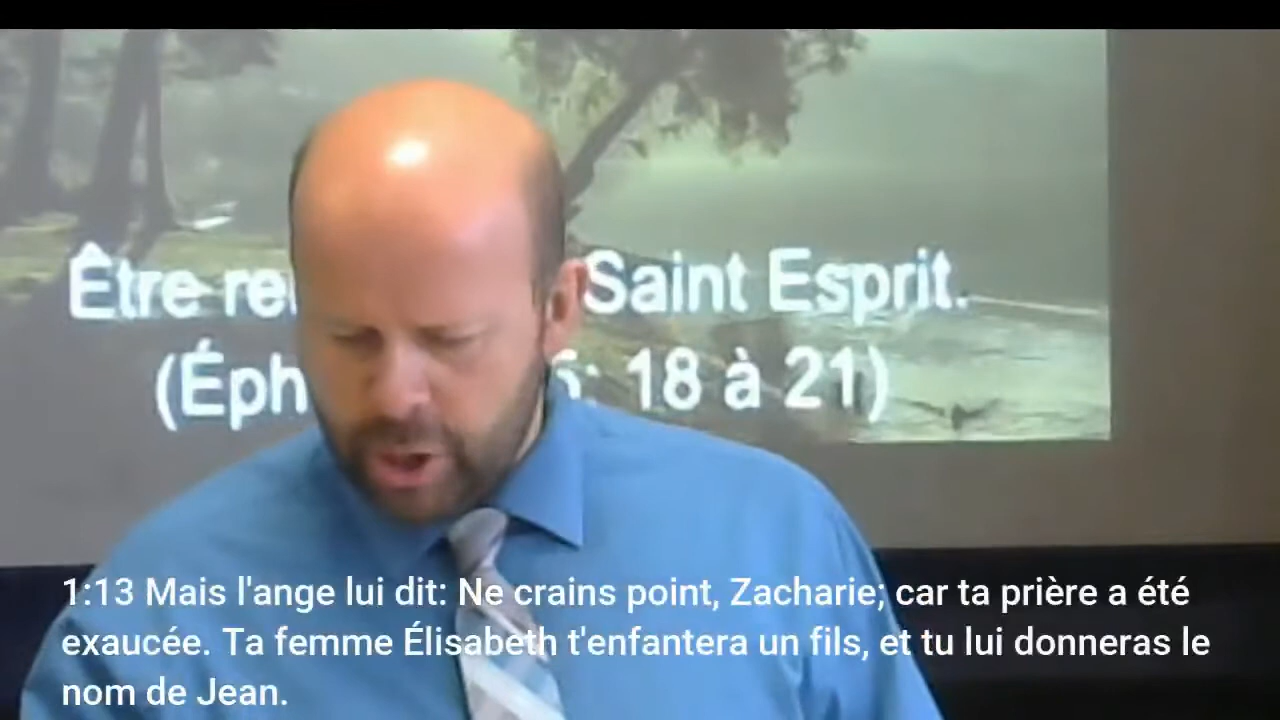 Être Saint Esprit.
(Éph 5: 18 à 21)
1:13 Mais l'ange lui dit: Ne crains point, Zacharie; car ta prière a été
exaucée. Ta femme Élisabeth t'enfantera un fils, et tu lui donneras le
nom de Jean.